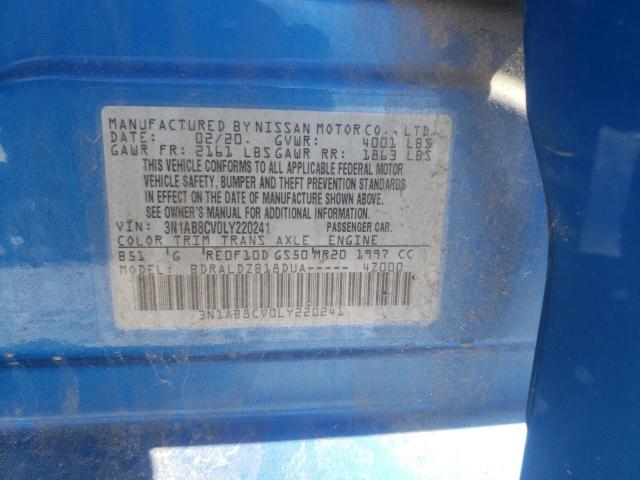 MANUFACTURED BY NISSAN MOTOR CO., LTD.
DATE: 02/20. GVWR: 4001 LBS
GAWR FR: 2161 LBS GAWR RR: 1863 LBS
THIS VEHICLE CONFORMS TO ALL APPLICABLE FEDERAL MOTOR
VEHICLE SAFETY, BUMPER AND THEFT PREVENTION STANDARDS
IN EFFECT ON THE DATE OF MANUFACTURE SHOWN ABOVE.
SEE OWNER'S MANUAL FOR ADDITIONAL INFORMATION.
VIN: 3N1AB8CV0LY220241 PASSENGER CAR.
COLOR TRIM TRANS AXLE ENGINE
B51 G RE0F10D GS50 MR20 1997 CC
MODEL: BDRALDZB18DUA----- 4Z000
3N1AB8CV0LY220241